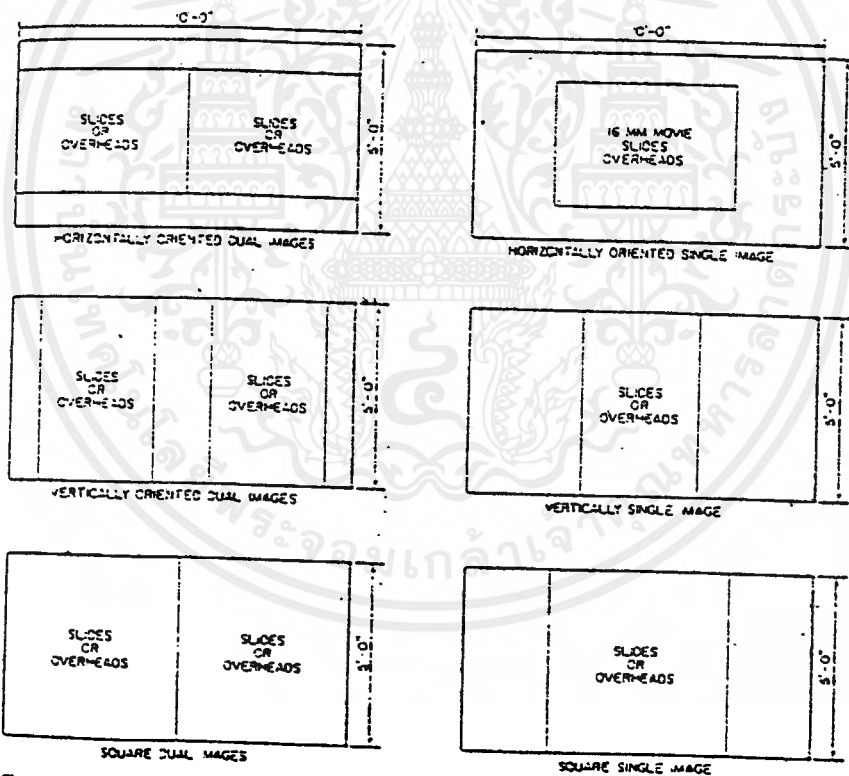 10'-0"
10'-0"
SLIDES
OR
OVERHEADS
SLIDES
OR
OVERHEADS
5'-0"
16 MM MOVIE
SLIDES
OVERHEADS
5'-0"
HORIZONTALLY ORIENTED DUAL IMAGES
HORIZONTALLY ORIENTED SINGLE IMAGE
SLIDES
OR
OVERHEADS
SLIDES
OR
OVERHEADS
5'-0"
SLIDES
OR
OVERHEADS
5'-0"
VERTICALLY ORIENTED DUAL IMAGES
VERTICALLY SINGLE IMAGE
SLIDES
OR
OVERHEADS
SLIDES
OR
OVERHEADS
5'-0"
SLIDES
OR
OVERHEADS
5'-0"
SQUARE DUAL IMAGES
SQUARE SINGLE IMAGE